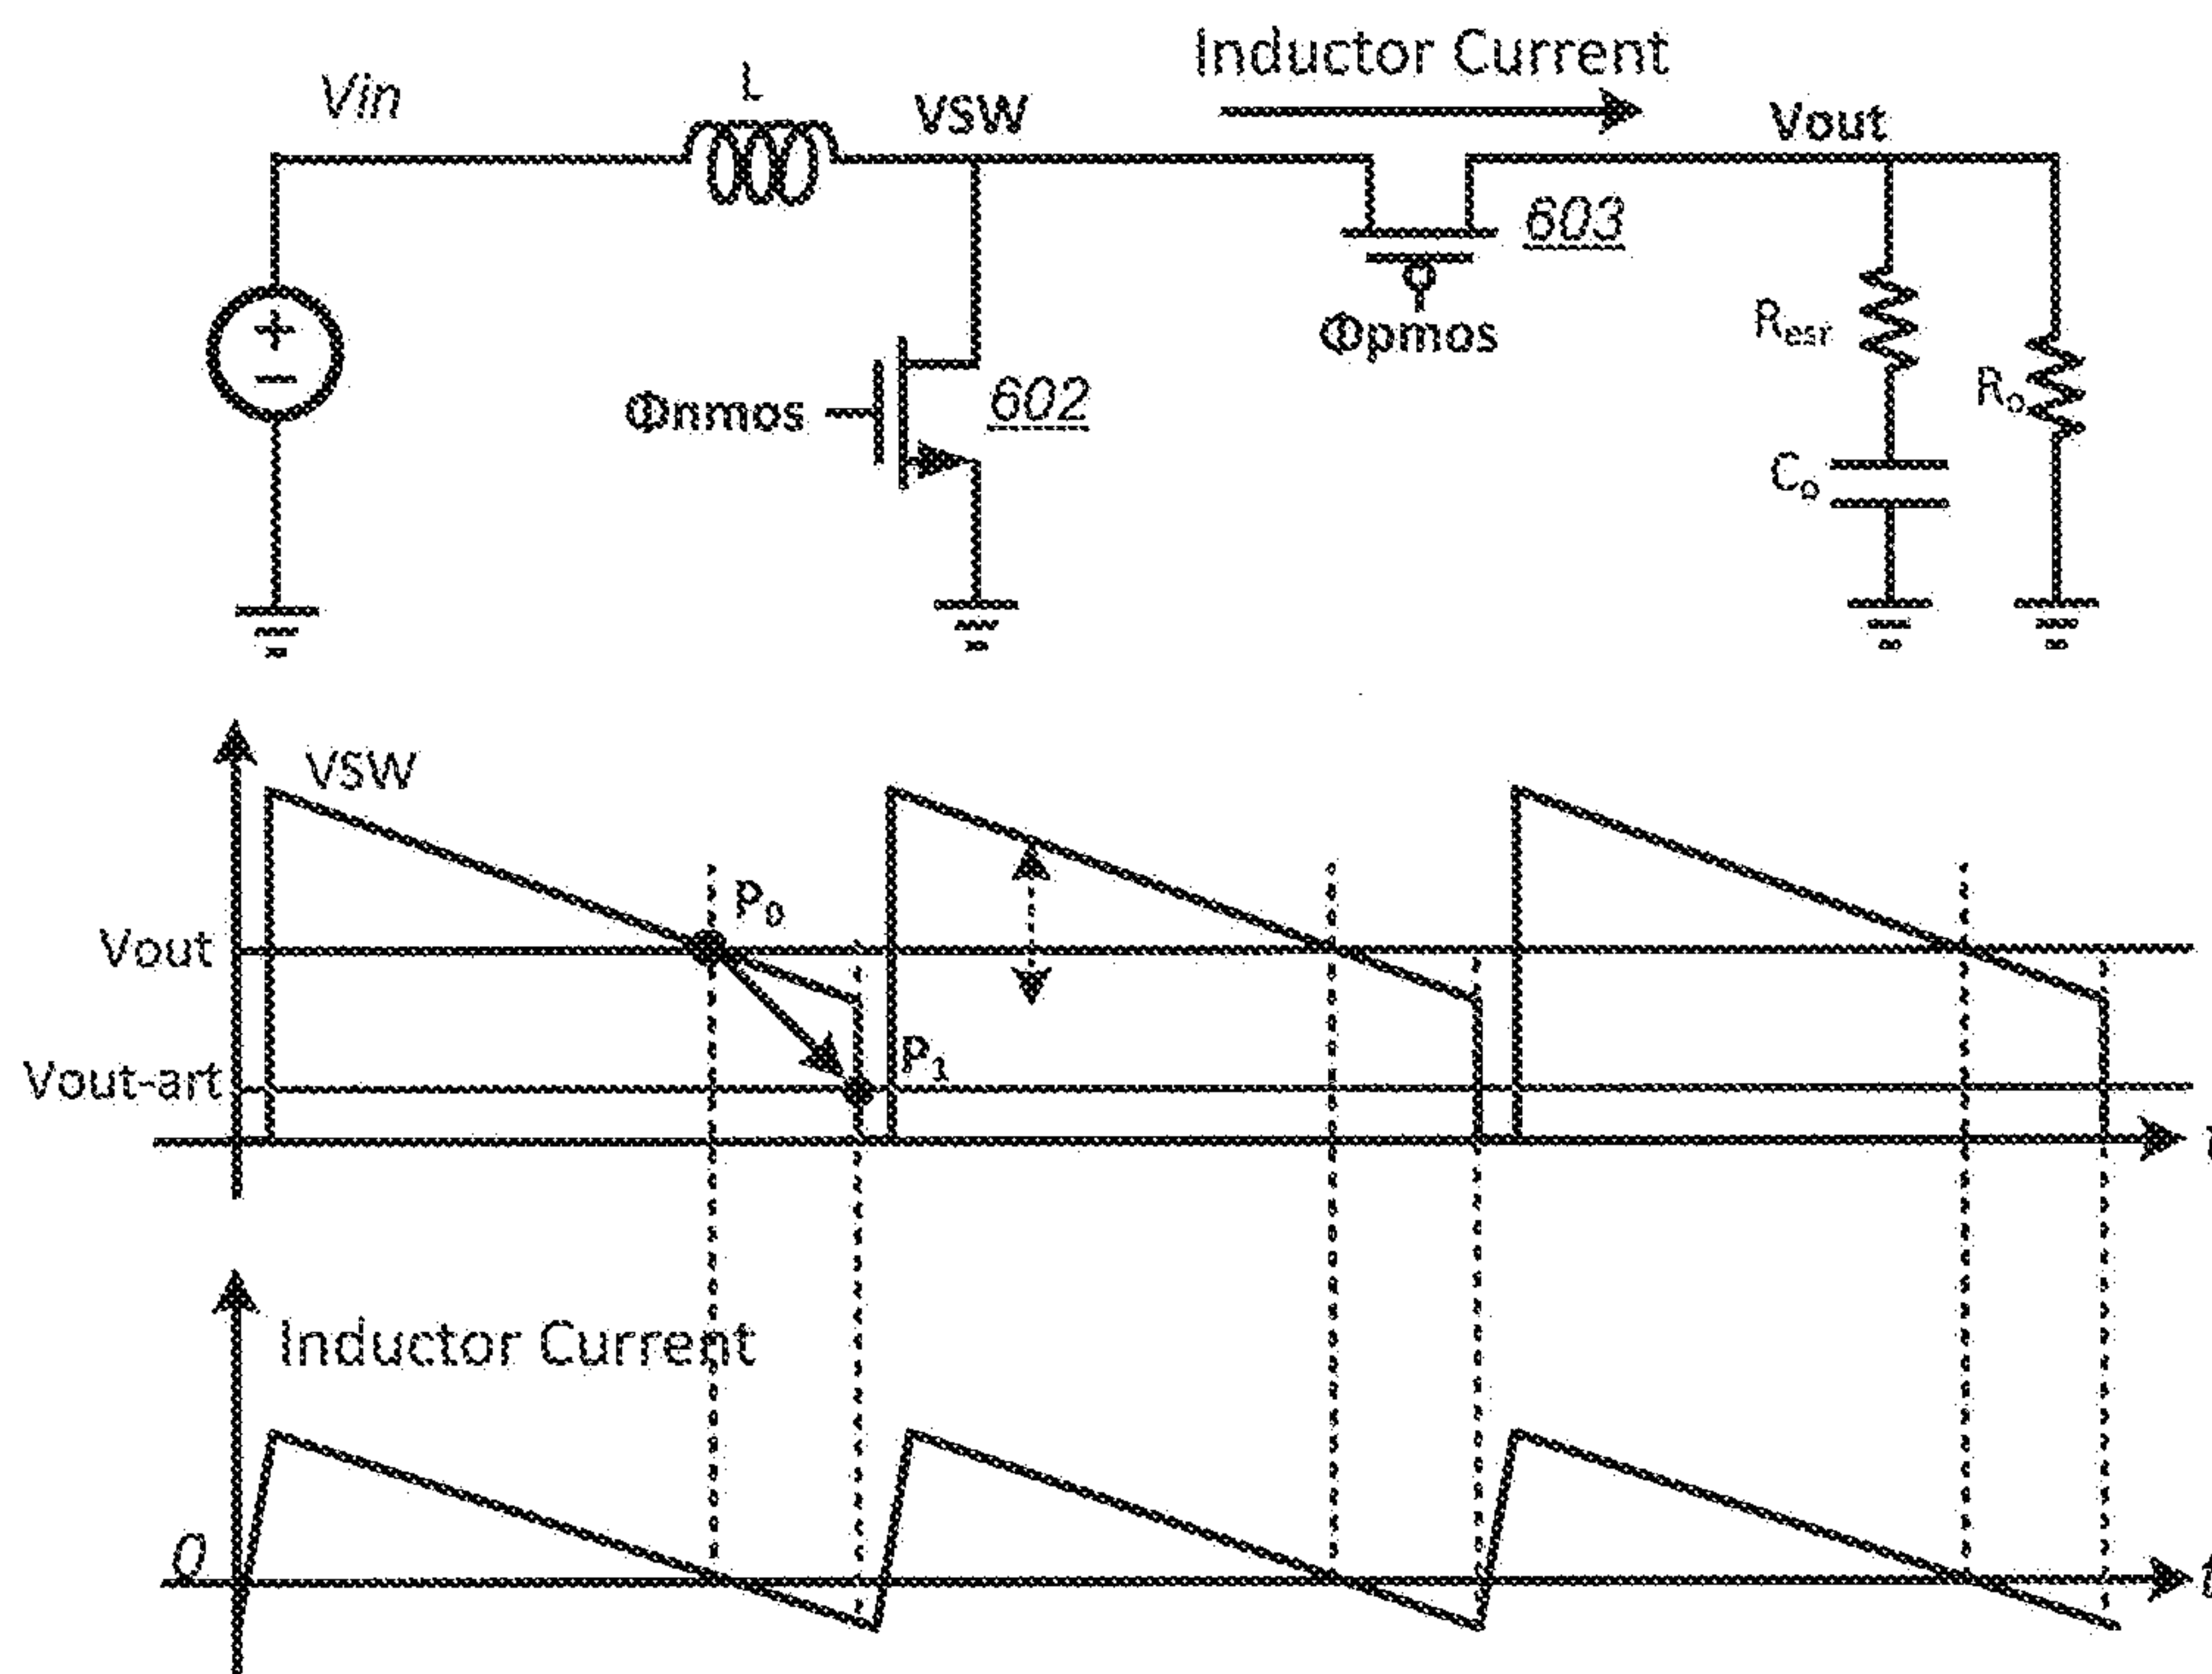 Inductor Current
Vin
L
VSW
Vout
603
Φpmos
Φnmos
602
Resr
Ro
Co
+
−
VSW
P0
Vout
P1
Vout-art
t
Inductor Current
0
t